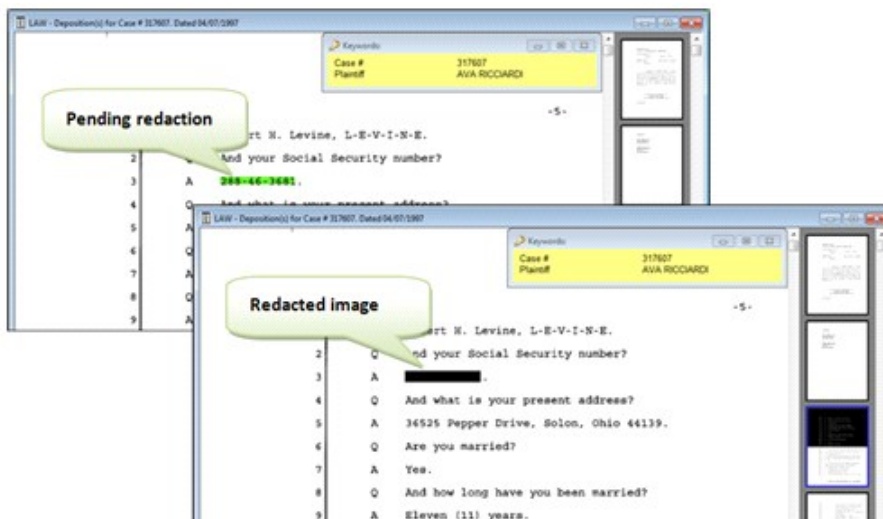 LAW - Deposition(s) for Case # 317607. Dated 04/07/1997
Keywords
Case # 317607
Plaintiff AVA RICCIARDI
-5-
Pending redaction
rt H. Levine, L-E-V-I-N-E.
2 Q And your Social Security number?
3 A 288-46-3681.
4 Q And what is your present address?
5 A
6 Q
7 A
8 Q
9 A
LAW - Deposition(s) for Case # 317607. Dated 04/07/1997
Keywords
Case # 317607
Plaintiff AVA RICCIARDI
-5-
Redacted image
ert H. Levine, L-E-V-I-N-E.
2 Q And your Social Security number?
3 A .
4 Q And what is your present address?
5 A 36525 Pepper Drive, Solon, Ohio 44139.
6 Q Are you married?
7 A Yes.
8 Q And how long have you been married?
9 A Eleven (11) years.